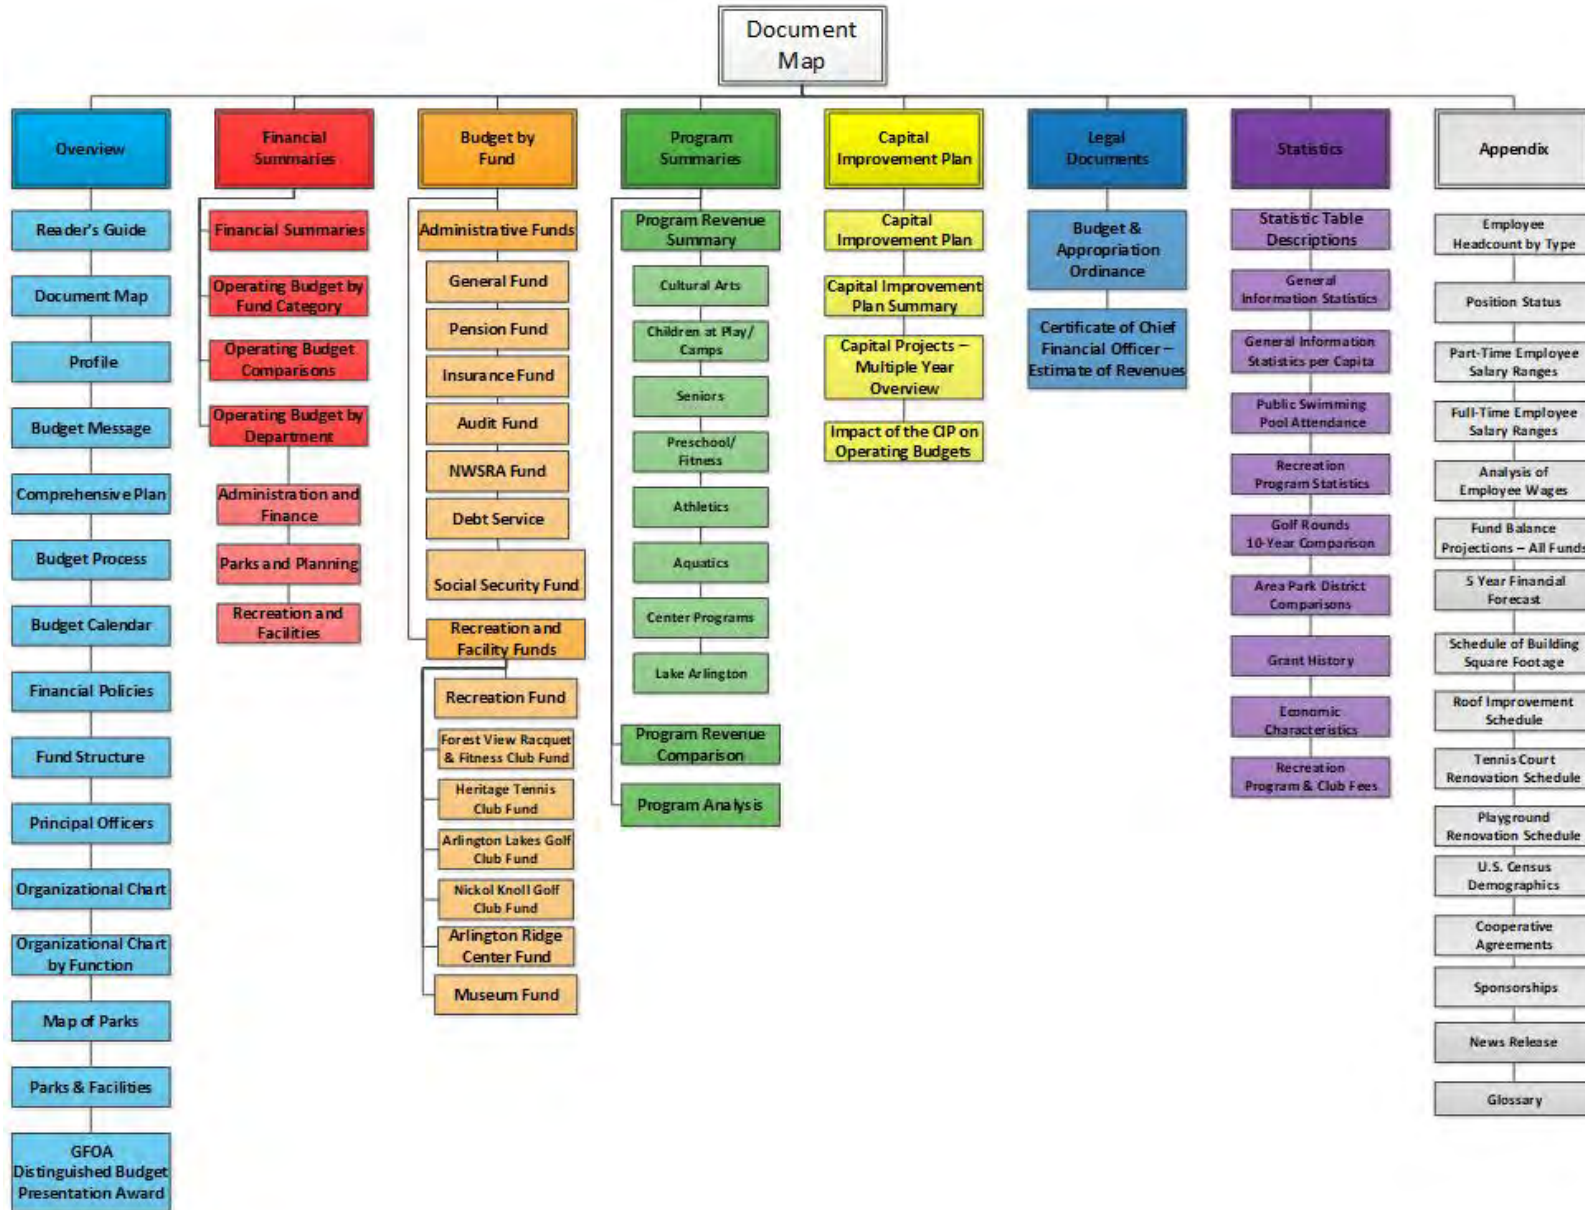 Document
Map
Overview
Reader's Guide
Document Map
Profile
Budget Message
Comprehensive Plan
Budget Process
Budget Calendar
Financial Policies
Fund Structure
Principal Officers
Organizational Chart
Organizational Chart
by Function
Map of Parks
Parks & Facilities
GFOA
Distinguished Budget
Presentation Award
Financial
Summaries
Financial Summaries
Operating Budget by
Fund Category
Operating Budget
Comparisons
Operating Budget by
Department
Administration and
Finance
Parks and Planning
Recreation and
Facilities
Budget by
Fund
Administrative Funds
General Fund
Pension Fund
Insurance Fund
Audit Fund
NWSRA Fund
Debt Service
Social Security Fund
Recreation and
Facility Funds
Recreation Fund
Forest View Racquet
& Fitness Club Fund
Heritage Tennis
Club Fund
Arlington Lakes Golf
Club Fund
Nickol Knoll Golf
Club Fund
Arlington Ridge
Center Fund
Museum Fund
Program
Summaries
Program Revenue
Summary
Cultural Arts
Children at Play/
Camps
Seniors
Preschool/
Fitness
Athletics
Aquatics
Center Programs
Lake Arlington
Program Revenue
Comparison
Program Analysis
Capital
Improvement Plan
Capital
Improvement Plan
Capital Improvement
Plan Summary
Capital Projects –
Multiple Year
Overview
Impact of the CIP on
Operating Budgets
Legal
Documents
Budget &
Appropriation
Ordinance
Certificate of Chief
Financial Officer –
Estimate of Revenues
Statistics
Statistic Table
Descriptions
General
Information Statistics
General Information
Statistics per Capita
Public Swimming
Pool Attendance
Recreation
Program Statistics
Golf Rounds
10-Year Comparison
Area Park District
Comparisons
Grant History
Economic
Characteristics
Recreation
Program & Club Fees
Appendix
Employee
Headcount by Type
Position Status
Part-Time Employee
Salary Ranges
Full-Time Employee
Salary Ranges
Analysis of
Employee Wages
Fund Balance
Projections – All Funds
5 Year Financial
Forecast
Schedule of Building
Square Footage
Roof Improvement
Schedule
Tennis Court
Renovation Schedule
Playground
Renovation Schedule
U.S. Census
Demographics
Cooperative
Agreements
Sponsorships
News Release
Glossary